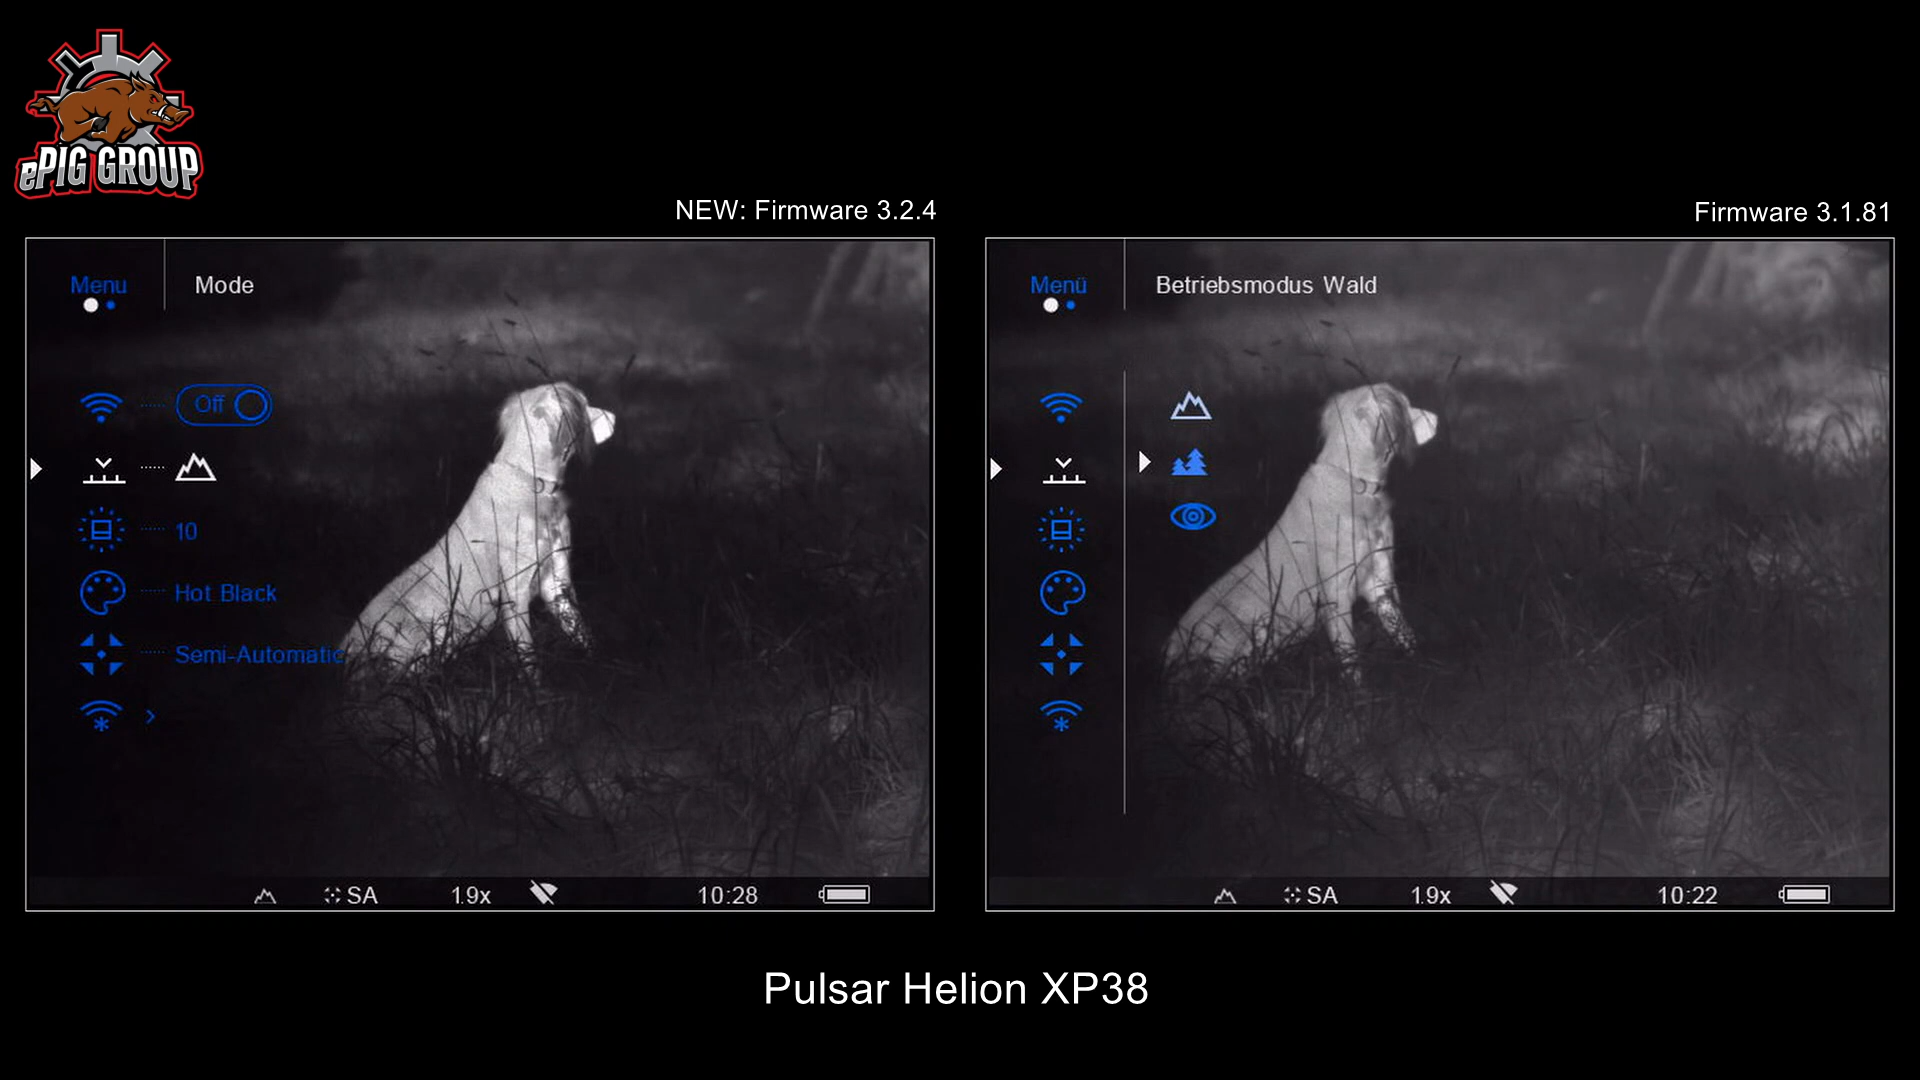 ePIG GROUP
NEW: Firmware 3.2.4
Firmware 3.1.81
Menu
Mode
Off
10
Hot Black
Semi-Automatic
SA
1.9x
10:28
Menü
Betriebsmodus Wald
SA
1.9x
10:22
Pulsar Helion XP38